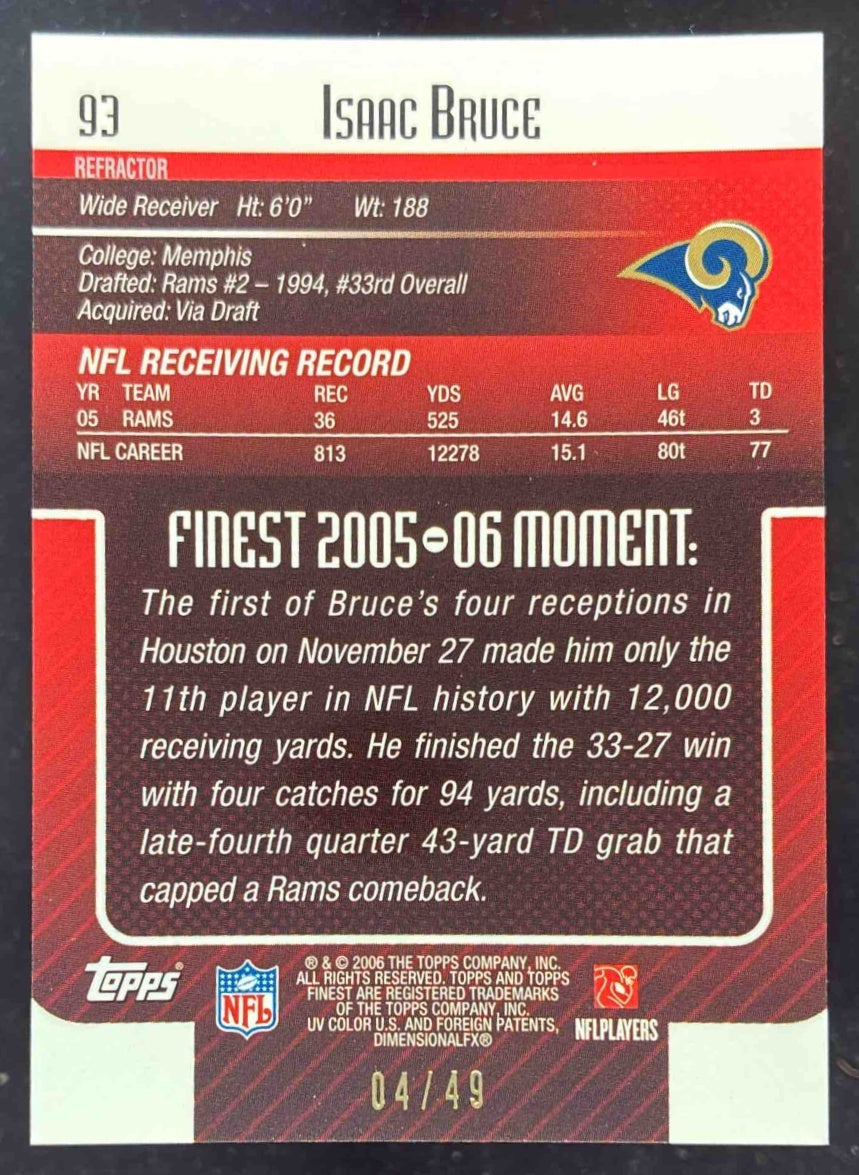 93 Isaac Bruce
REFRACTOR
Wide Receiver Ht: 6'0" Wt: 188
College: Memphis
Drafted: Rams #2 – 1994, #33rd Overall
Acquired: Via Draft
NFL RECEIVING RECORD
YR TEAM REC YDS AVG LG TD
05 RAMS 36 525 14.6 46t 3
NFL CAREER 813 12278 15.1 80t 77
FINEST 2005-06 MOMENT:
The first of Bruce's four receptions in
Houston on November 27 made him only the
11th player in NFL history with 12,000
receiving yards. He finished the 33-27 win
with four catches for 94 yards, including a
late-fourth quarter 43-yard TD grab that
capped a Rams comeback.
topps®
NFL
® & © 2006 THE TOPPS COMPANY, INC.
ALL RIGHTS RESERVED. TOPPS AND TOPPS
FINEST ARE REGISTERED TRADEMARKS
OF THE TOPPS COMPANY, INC.
UV COLOR U.S. AND FOREIGN PATENTS,
DIMENSIONALFX®
NFLPLAYERS
04/49